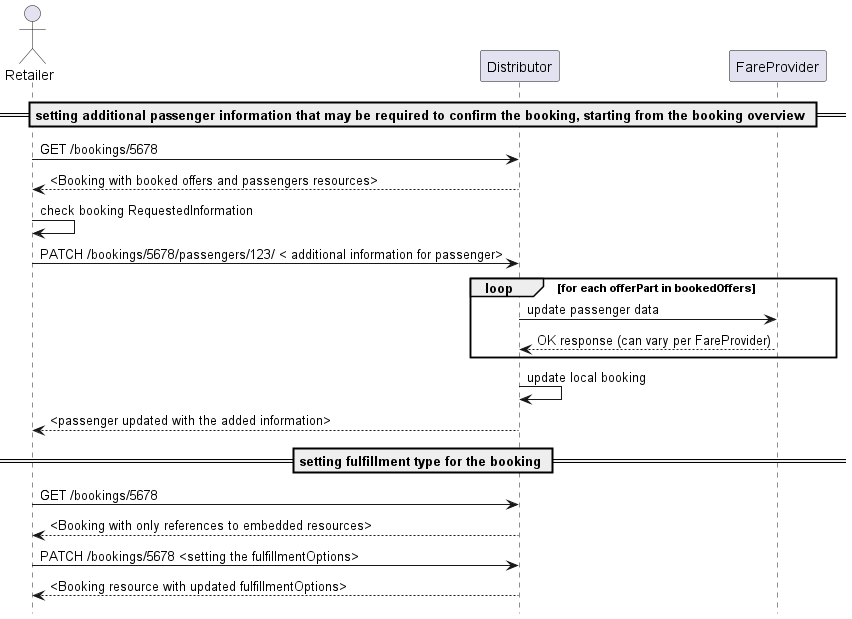 Retailer
Distributor
FareProvider
setting additional passenger information that may be required to confirm the booking, starting from the booking overview
GET /bookings/5678
<Booking with booked offers and passengers resources>
check booking RequestedInformation
PATCH /bookings/5678/passengers/123/ < additional information for passenger>
loop [for each offerPart in bookedOffers]
update passenger data
OK response (can vary per FareProvider)
update local booking
<passenger updated with the added information>
setting fulfillment type for the booking
GET /bookings/5678
<Booking with only references to embedded resources>
PATCH /bookings/5678 <setting the fulfillmentOptions>
<Booking resource with updated fulfillmentOptions>